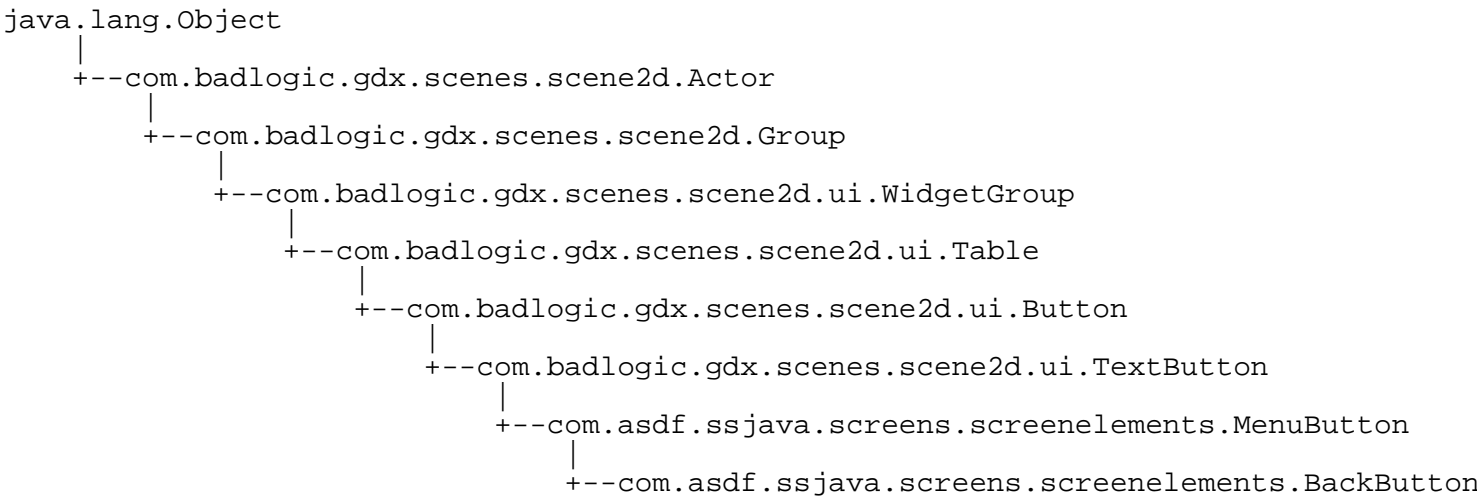 java.lang.Object
|
+--com.badlogic.gdx.scenes.scene2d.Actor
|
+--com.badlogic.gdx.scenes.scene2d.Group
|
+--com.badlogic.gdx.scenes.scene2d.ui.WidgetGroup
|
+--com.badlogic.gdx.scenes.scene2d.ui.Table
|
+--com.badlogic.gdx.scenes.scene2d.ui.Button
|
+--com.badlogic.gdx.scenes.scene2d.ui.TextButton
|
+--com.asdf.ssjava.screens.screenelements.MenuButton
|
+--com.asdf.ssjava.screens.screenelements.BackButton